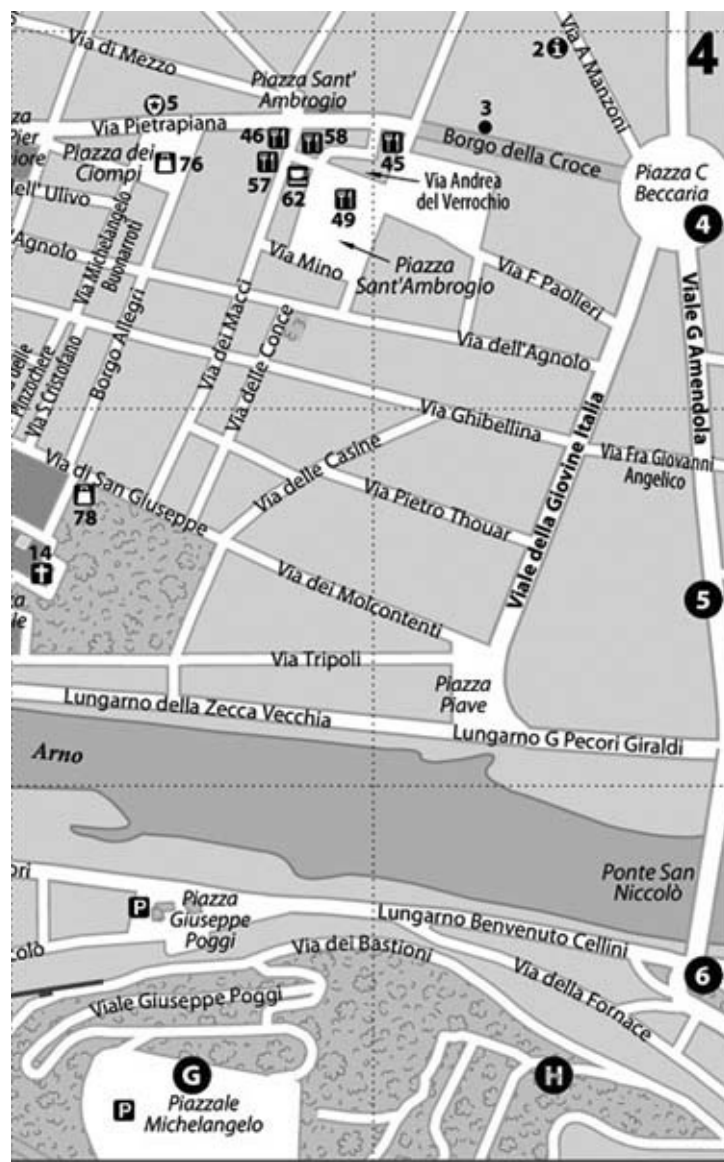 Via di Mezzo
Piazza Sant'
Ambrogio
2
Via A Manzoni
4
5
3
Via Pietrapiana
46
58
45
Borgo della Croce
Pier
Piazza dei
Ciompi
76
57
62
49
Via Andrea
del Verrochio
Piazza C
Beccaria
4
dell' Ulivo
Via Michelangelo
Buonarroti
Via Mino
Piazza
Sant'Ambrogio
Via F Paolieri
'Agnolo
Borgo Allegri
Via dei Macci
Via delle Conce
Via dell'Agnolo
Viale G Amendola
Pinzochere
Via S Cristofano
Via Ghibellina
Viale della Giovine Italia
Via Fra Giovanni
Angelico
Via di San Giuseppe
Via delle Casine
Via Pietro Thouar
78
14
Via dei Molcontenti
5
Via Tripoli
Piazza
Piave
Lungarno della Zecca Vecchia
Lungarno G Pecori Giraldi
Arno
Ponte San
Niccolò
P
Piazza
Giuseppe
Poggi
Lungarno Benvenuto Cellini
Via dei Bastioni
Via della Fornace
6
Viale Giuseppe Poggi
G
H
P
Piazzale
Michelangelo